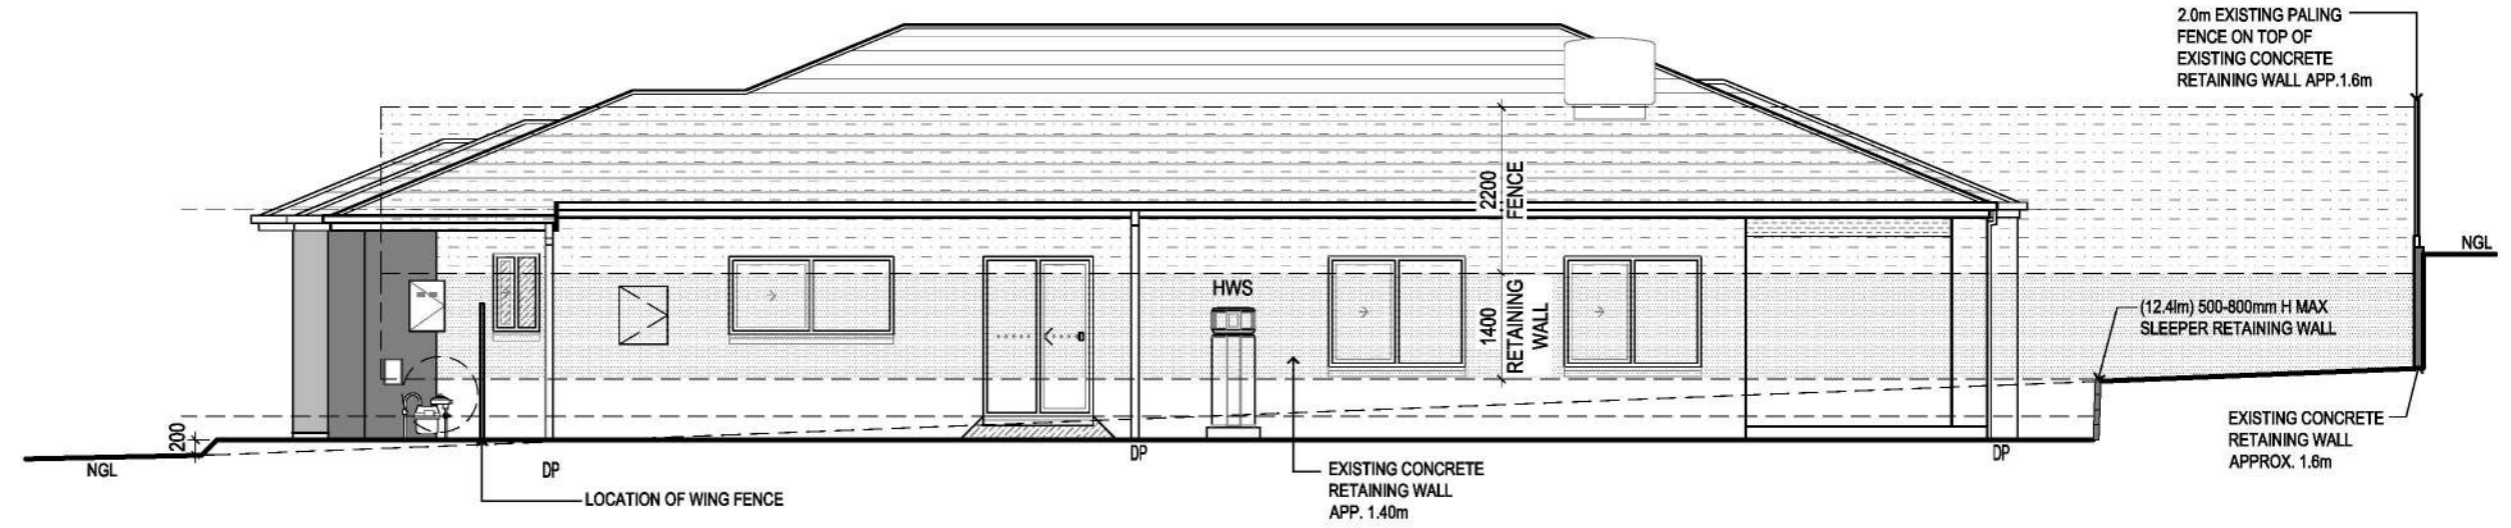 2.0m EXISTING PALING
FENCE ON TOP OF
EXISTING CONCRETE
RETAINING WALL APP.1.6m
2200
FENCE
NGL
HWS
1400
RETAINING
WALL
(12.4lm) 500-800mm H MAX
SLEEPER RETAINING WALL
200
NGL
DP
DP
DP
EXISTING CONCRETE
RETAINING WALL
APPROX. 1.6m
LOCATION OF WING FENCE
EXISTING CONCRETE
RETAINING WALL
APP. 1.40m